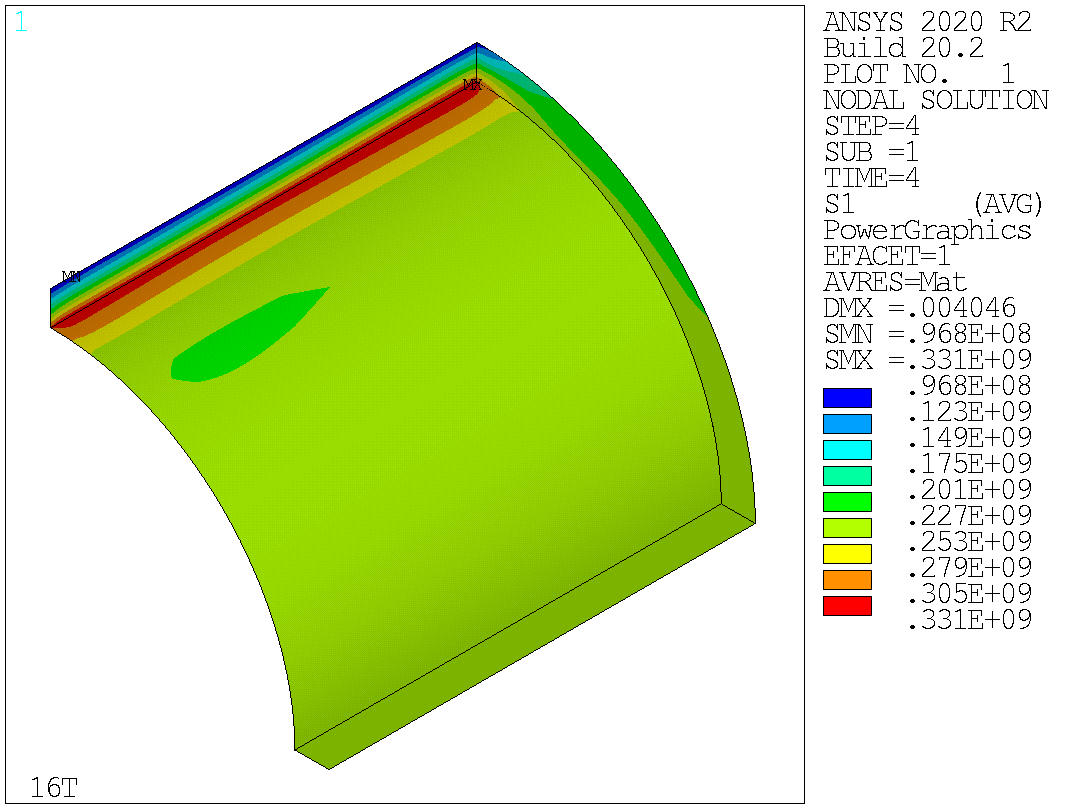 1
ANSYS 2020 R2
Build 20.2
PLOT NO. 1
NODAL SOLUTION
STEP=4
SUB =1
TIME=4
S1 (AVG)
PowerGraphics
EFACET=1
AVRES=Mat
DMX =.004046
SMN =.968E+08
SMX =.331E+09
.968E+08
.123E+09
.149E+09
.175E+09
.201E+09
.227E+09
.253E+09
.279E+09
.305E+09
.331E+09
MX
MN
16T